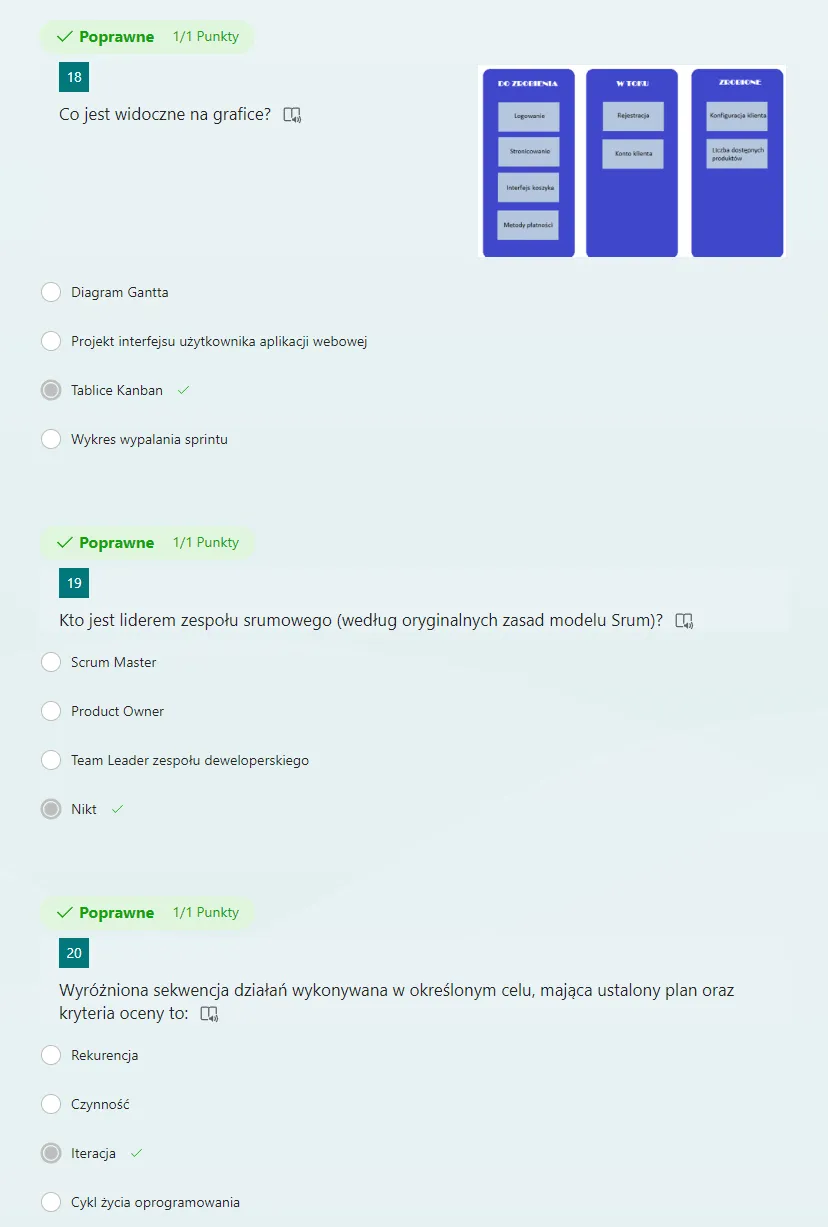 Poprawne 1/1 Punkty
18
Co jest widoczne na grafice?
DO ZROBIENIA
Logowanie
Stronicowanie
Interfejs koszyka
Metody płatności
W TOKU
Rejestracja
Konto klienta
ZROBIONE
Konfiguracja klienta
Liczba dostępnych
produktów
Diagram Gantta
Projekt interfejsu użytkownika aplikacji webowej
Tablice Kanban
Wykres wypalania sprintu
Poprawne 1/1 Punkty
19
Kto jest liderem zespołu srumowego (według oryginalnych zasad modelu Srum)?
Scrum Master
Product Owner
Team Leader zespołu deweloperskiego
Nikt
Poprawne 1/1 Punkty
20
Wyróżniona sekwencja działań wykonywana w określonym celu, mająca ustalony plan oraz
kryteria oceny to:
Rekurencja
Czynność
Iteracja
Cykl życia oprogramowania